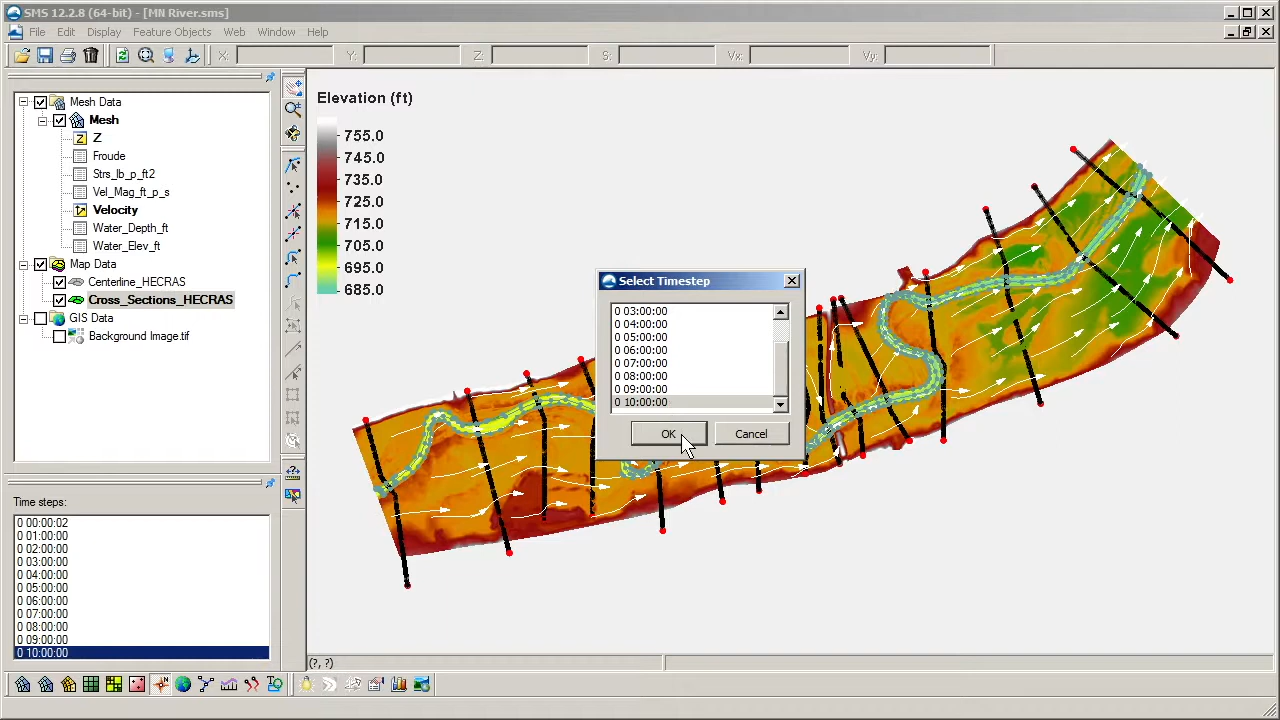 SMS 12.2.8 (64-bit) - [MN River.sms]
File Edit Display Feature Objects Web Window Help
X: Y: Z: S: Vx: Vy:
Mesh Data
Mesh
Z
Froude
Strs_lb_p_ft2
Vel_Mag_ft_p_s
Velocity
Water_Depth_ft
Water_Elev_ft
Map Data
Centerline_HECRAS
Cross_Sections_HECRAS
GIS Data
Background Image.tif
Time steps:
0 00:00:02
0 01:00:00
0 02:00:00
0 03:00:00
0 04:00:00
0 05:00:00
0 06:00:00
0 07:00:00
0 08:00:00
0 09:00:00
0 10:00:00
Elevation (ft)
755.0
745.0
735.0
725.0
715.0
705.0
695.0
685.0
Select Timestep
0 03:00:00
0 04:00:00
0 05:00:00
0 06:00:00
0 07:00:00
0 08:00:00
0 09:00:00
0 10:00:00
OK Cancel
(?, ?)